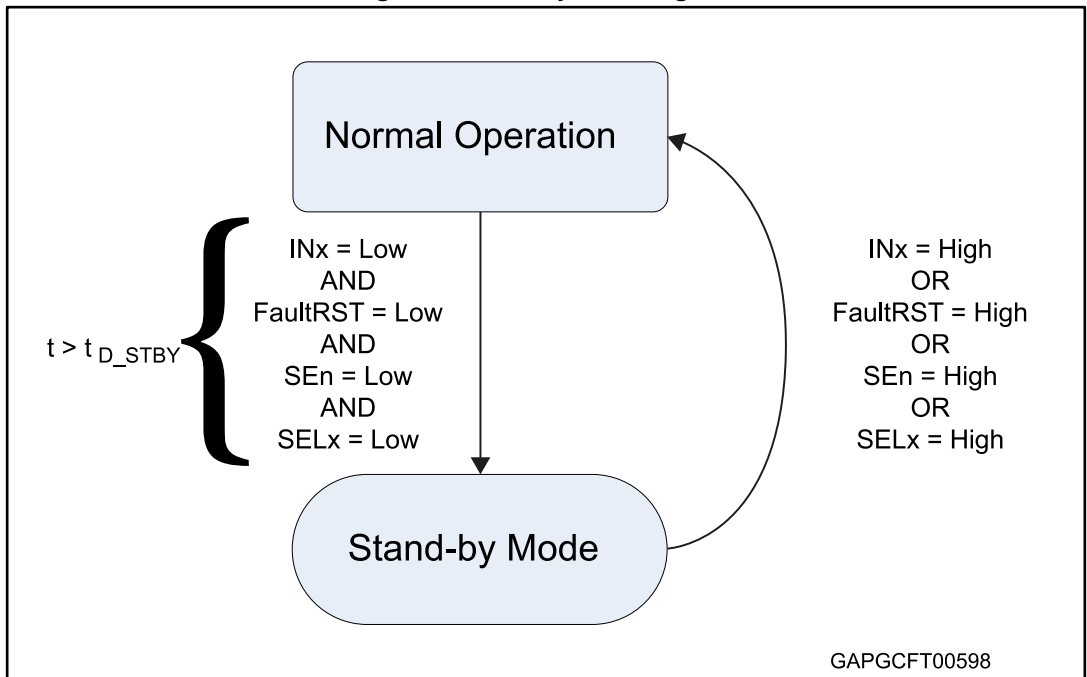 Normal Operation
INx = Low
AND
FaultRST = Low
AND
SEn = Low
AND
SELx = Low
t > t D_STBY
INx = High
OR
FaultRST = High
OR
SEn = High
OR
SELx = High
Stand-by Mode
GAPGCFT00598